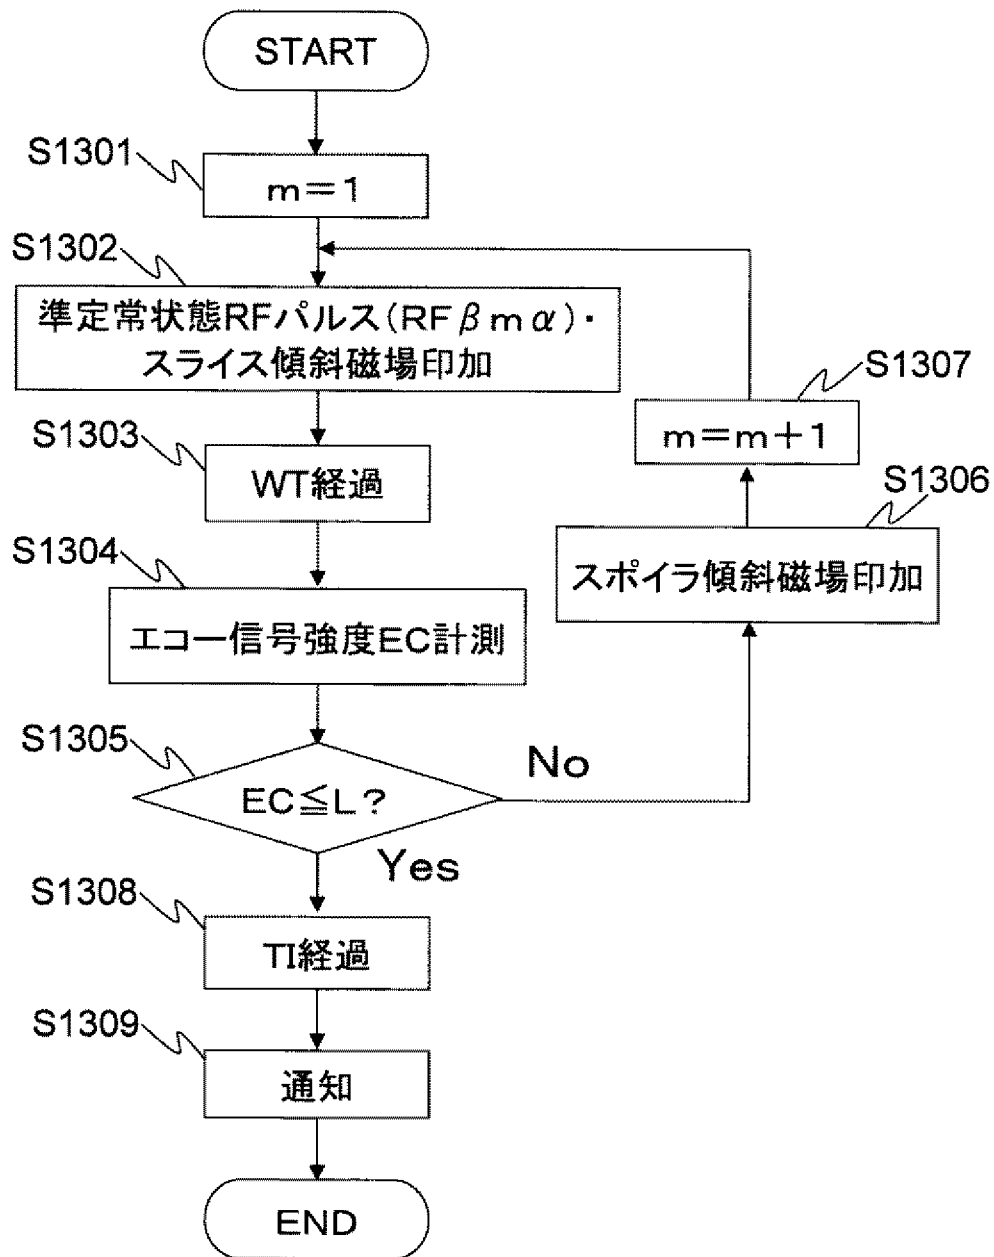 START
S1301
m=1
S1302
準定常状態RFパルス(RFβmα)・
スライス傾斜磁場印加
S1303
WT経過
S1304
エコー信号強度EC計測
S1305
EC≦L?
No
Yes
S1306
スポイラ傾斜磁場印加
S1307
m=m+1
S1308
TI経過
S1309
通知
END